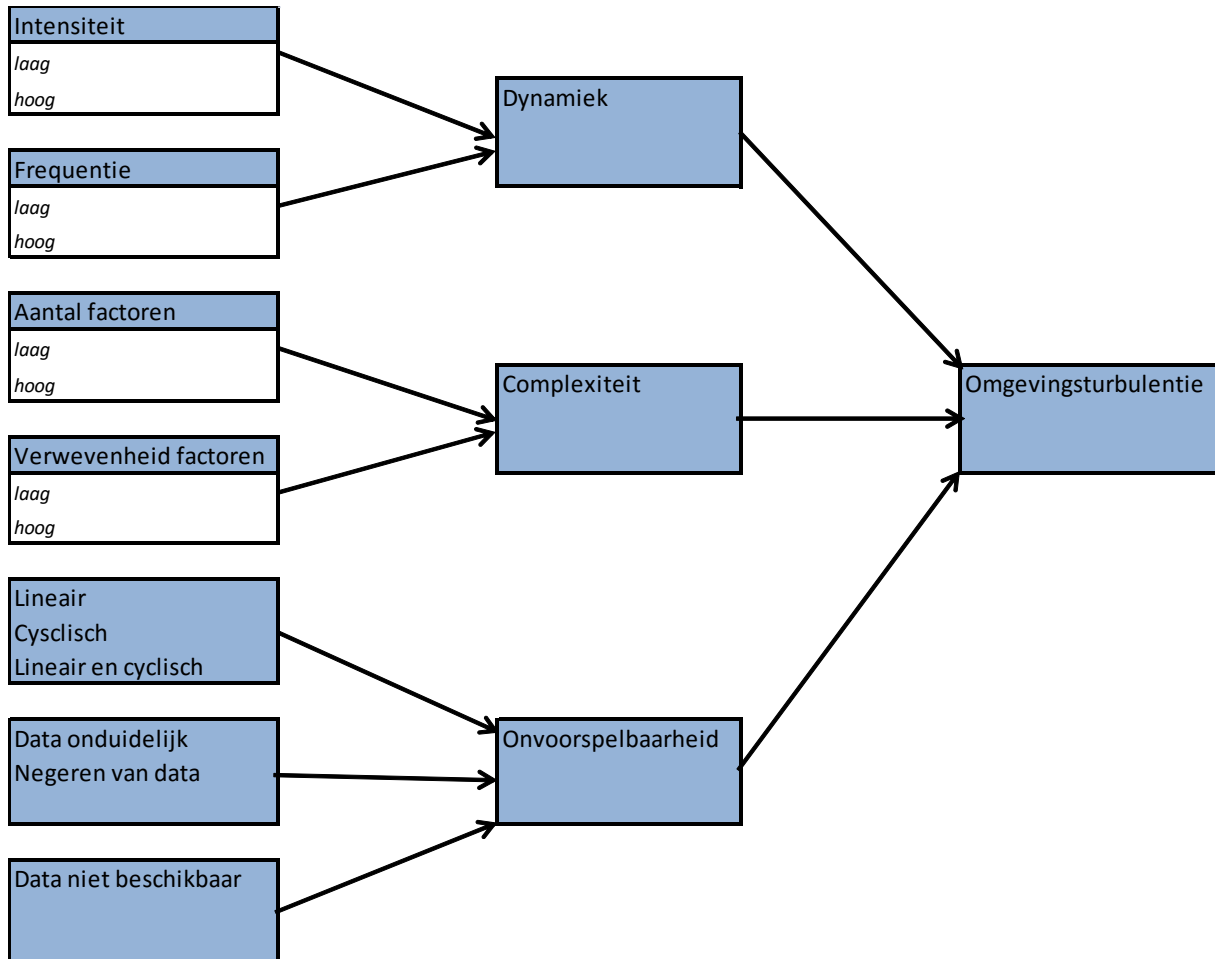 Intensiteit
laag
hoog
Frequentie
laag
hoog
Aantal factoren
laag
hoog
Verwevenheid factoren
laag
hoog
Lineair
Cysclisch
Lineair en cyclisch
Data onduidelijk
Negeren van data
Data niet beschikbaar
Dynamiek
Complexiteit
Onvoorspelbaarheid
Omgevingsturbulentie